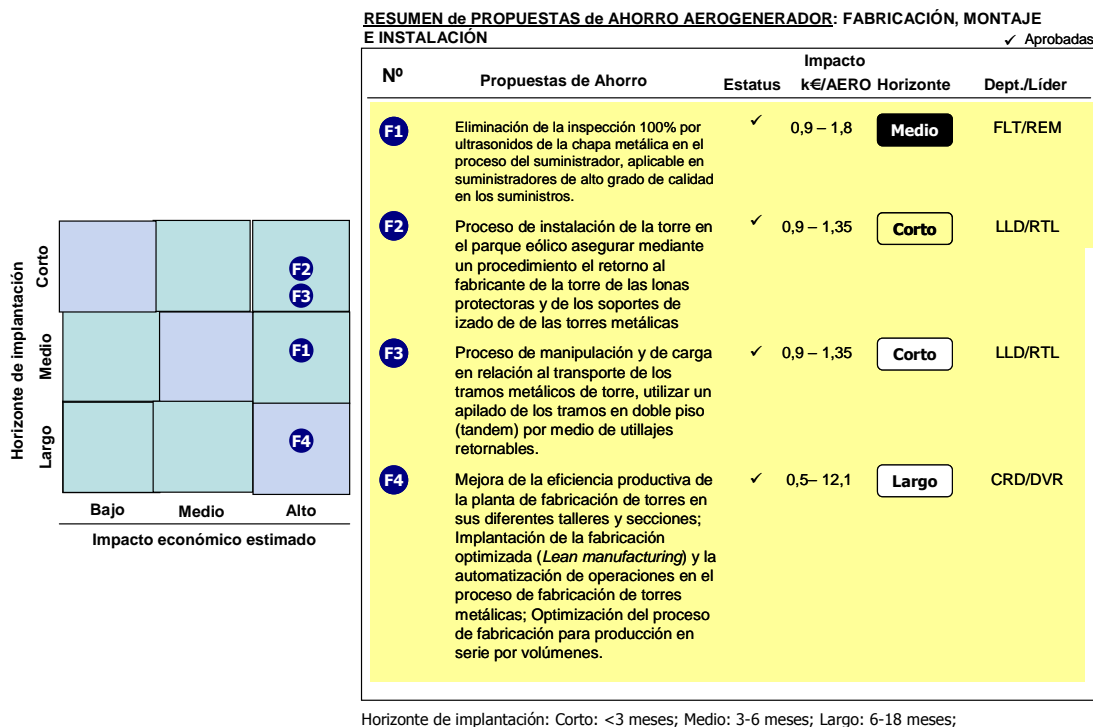 RESUMEN de PROPUESTAS de AHORRO AEROGENERADOR: FABRICACIÓN, MONTAJE
E INSTALACIÓN
✓ Aprobadas
Nº
Propuestas de Ahorro
Estatus
Impacto
k€/AERO
Horizonte
Dept./Líder
F1
Eliminación de la inspección 100% por
ultrasonidos de la chapa metálica en el
proceso del suministrador, aplicable en
suministradores de alto grado de calidad
en los suministros.
✓
0,9 – 1,8
Medio
FLT/REM
F2
Proceso de instalación de la torre en
el parque eólico asegurar mediante
un procedimiento el retorno al
fabricante de la torre de las lonas
protectoras y de los soportes de
izado de de las torres metálicas
✓
0,9 – 1,35
Corto
LLD/RTL
F3
Proceso de manipulación y de carga
en relación al transporte de los
tramos metálicos de torre, utilizar un
apilado de los tramos en doble piso
(tandem) por medio de utillajes
retornables.
✓
0,9 – 1,35
Corto
LLD/RTL
F4
Mejora de la eficiencia productiva de
la planta de fabricación de torres en
sus diferentes talleres y secciones;
Implantación de la fabricación
optimizada (Lean manufacturing) y la
automatización de operaciones en el
proceso de fabricación de torres
metálicas; Optimización del proceso
de fabricación para producción en
serie por volúmenes.
✓
0,5– 12,1
Largo
CRD/DVR
Horizonte de implantación
Corto
Medio
Largo
F2
F3
F1
F4
Bajo
Medio
Alto
Impacto económico estimado
Horizonte de implantación: Corto: <3 meses; Medio: 3-6 meses; Largo: 6-18 meses;